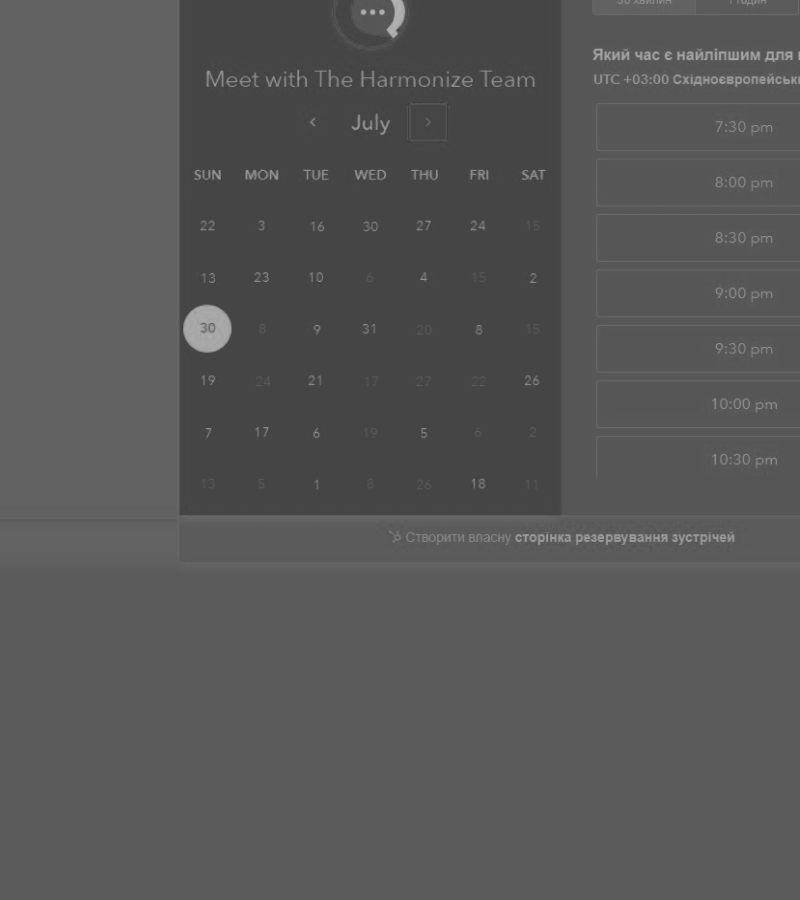 Meet with The Harmonize Team
July
SUN MON TUE WED THU FRI SAT
22 3 16 30 27 24 15
13 23 10 6 4 15 2
30 8 9 31 20 8 15
19 24 21 17 27 22 26
7 17 6 19 5 6 2
13 5 1 8 26 18 11
30 хвилин 1 годин
Який час є найліпшим для
UTC +03:00 Східноєвропейськ
7:30 pm
8:00 pm
8:30 pm
9:00 pm
9:30 pm
10:00 pm
10:30 pm
Створити власну сторінка резервування зустрічей